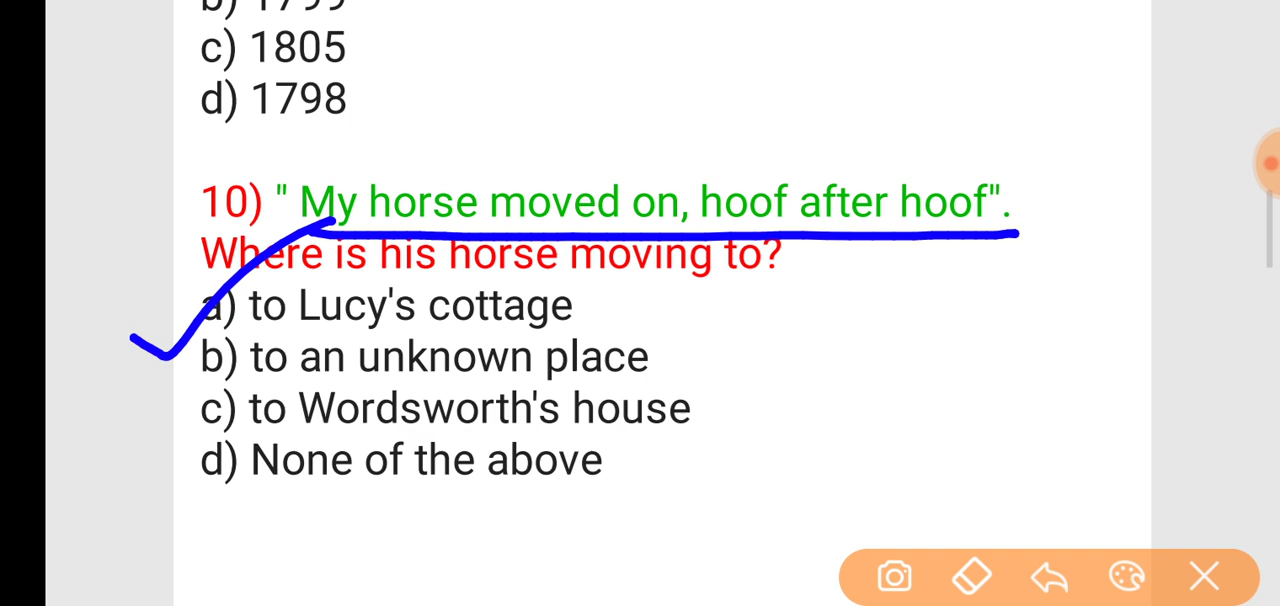 b) 1799
c) 1805
d) 1798
10) " My horse moved on, hoof after hoof".
Where is his horse moving to?
a) to Lucy's cottage
b) to an unknown place
c) to Wordsworth's house
d) None of the above